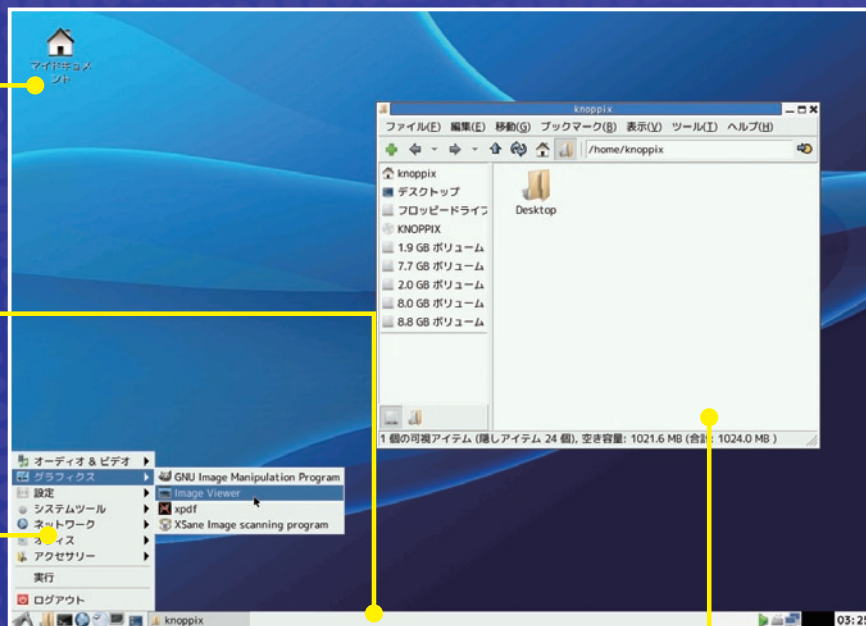 マイドキュメ
ント
knoppix
ファイル(F) 編集(E) 移動(G) ブックマーク(B) 表示(V) ツール(T) ヘルプ(H)
/home/knoppix
knoppix
デスクトップ
フロッピードライブ
KNOPPIX
1.9 GB ボリューム
7.7 GB ボリューム
2.0 GB ボリューム
8.0 GB ボリューム
8.8 GB ボリューム
Desktop
1 個の可視アイテム (隠しアイテム 24 個), 空き容量: 1021.6 MB (合計: 1024.0 MB )
オーディオ & ビデオ
グラフィクス
設定
システムツール
ネットワーク
オフィス
アクセサリー
実行
ログアウト
GNU Image Manipulation Program
Image Viewer
xpdf
XSane Image scanning program
knoppix